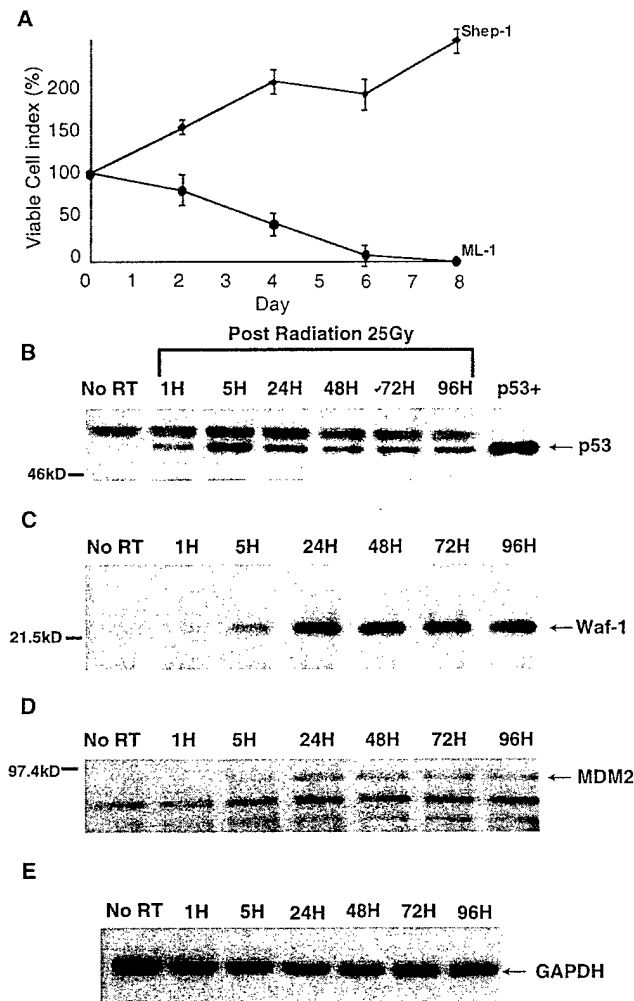 A
Viable Cell index (%)
200
150
100
50
0
0 1 2 3 4 5 6 7 8
Day
Shep-1
ML-1
Post Radiation 25Gy
B
No RT 1H 5H 24H 48H 72H 96H p53+
p53
46kD
C
No RT 1H 5H 24H 48H 72H 96H
Waf-1
21.5kD
D
No RT 1H 5H 24H 48H 72H 96H
97.4kD
MDM2
E
No RT 1H 5H 24H 48H 72H 96H
GAPDH